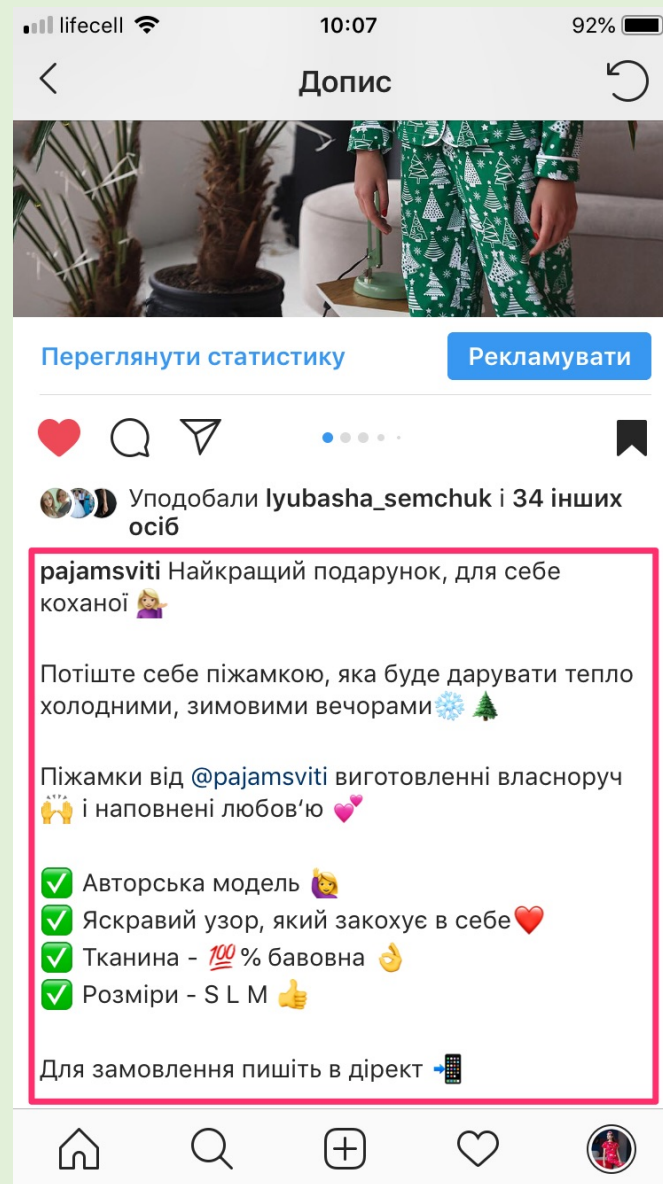 lifecell 10:07 92%
Допис
Переглянути статистику Рекламувати
Уподобали lyubasha_semchuk і 34 інших
осіб
pajamsviti Найкращий подарунок, для себе
коханої 💁🏼‍♀️
Потіште себе піжамкою, яка буде дарувати тепло
холодними, зимовими вечорами❄️🌲
Піжамки від @pajamsviti виготовленні власноруч
🙌 і наповнені любов‘ю 💕
✅ Авторська модель 🙋‍♀️
✅ Яскравий узор, який закохує в себе❤️
✅ Тканина - 💯 % бавовна 👌
✅ Розміри - S L M 👍
Для замовлення пишіть в дірект 📲